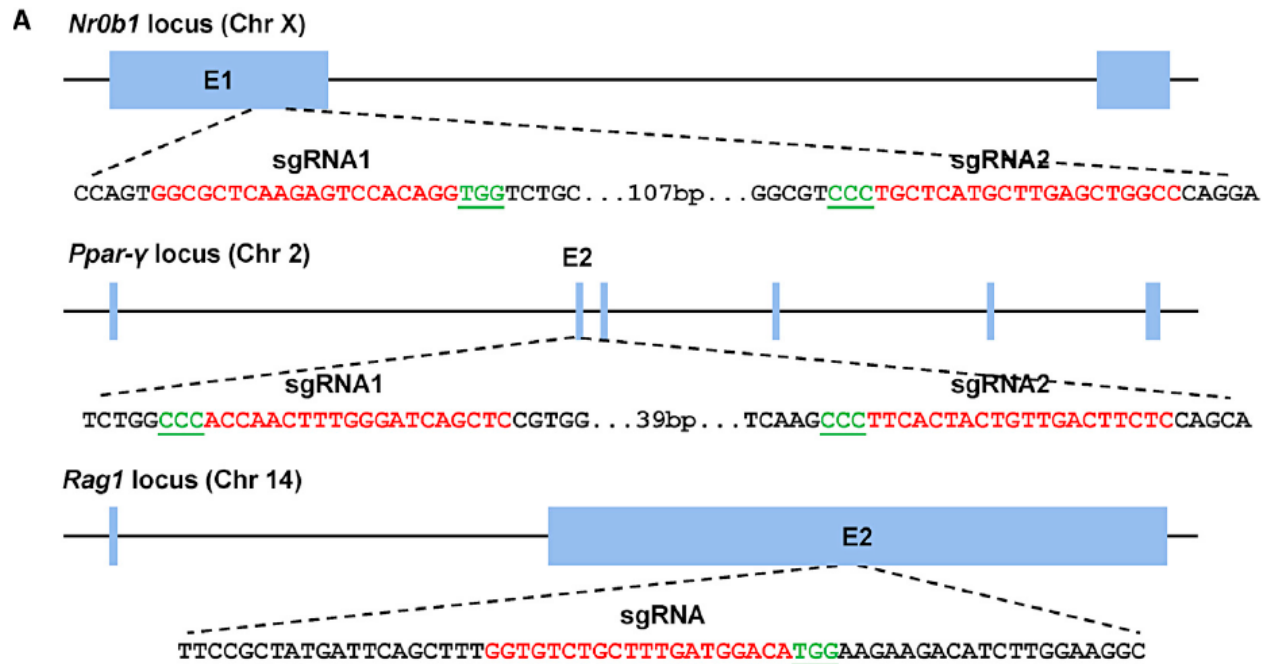 A
Nr0b1 locus (Chr X)
E1
sgRNA1 sgRNA2
CCAGTGGCGCTCAAGAGTCCACAGGTGGTCTGC...107bp...GGCGTCCCTGCTCATGCTTGAGCTGGCCCAGGA
Ppar-γ locus (Chr 2)
E2
sgRNA1 sgRNA2
TCTGGCCCACCAACTTTGGGATCAGCTCCGTGG...39bp...TCAAGCCCTTCACTACTGTTGACTTCTCCAGCA
Rag1 locus (Chr 14)
E2
sgRNA
TTCCGCTATGATTCAGCTTTGGTGTCTGCTTTGATGGACATGGAAGAAGACATCTTGGAAGGC